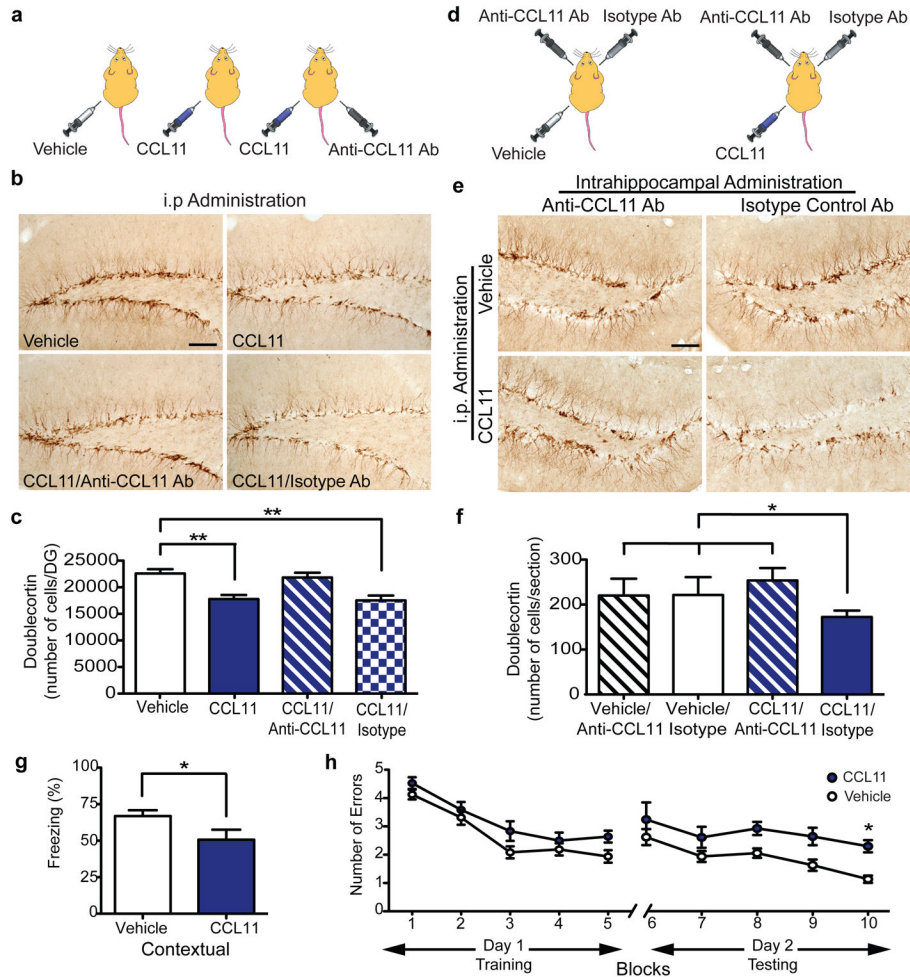 a
Vehicle
CCL11
CCL11
Anti-CCL11 Ab
b
i.p Administration
Vehicle
CCL11
CCL11/Anti-CCL11 Ab
CCL11/Isotype Ab
c
**
**
Doublecortin
(number of cells/DG)
25000
20000
15000
10000
5000
0
Vehicle
CCL11
CCL11/
Anti-CCL11
CCL11/
Isotype
d
Anti-CCL11 Ab
Isotype Ab
Anti-CCL11 Ab
Isotype Ab
Vehicle
CCL11
e
Intrahippocampal Administration
Anti-CCL11 Ab
Isotype Control Ab
i.p. Administration
Vehicle
CCL11
f
*
Doublecortin
(number of cells/section)
300
200
100
0
Vehicle/
Anti-CCL11
Vehicle/
Isotype
CCL11/
Anti-CCL11
CCL11/
Isotype
g
*
Freezing (%)
100
75
50
25
0
Vehicle
CCL11
Contextual
h
Number of Errors
5
4
3
2
1
0
CCL11
Vehicle
*
1 2 3 4 5 6 7 8 9 10
Day 1
Training
Blocks
Day 2
Testing